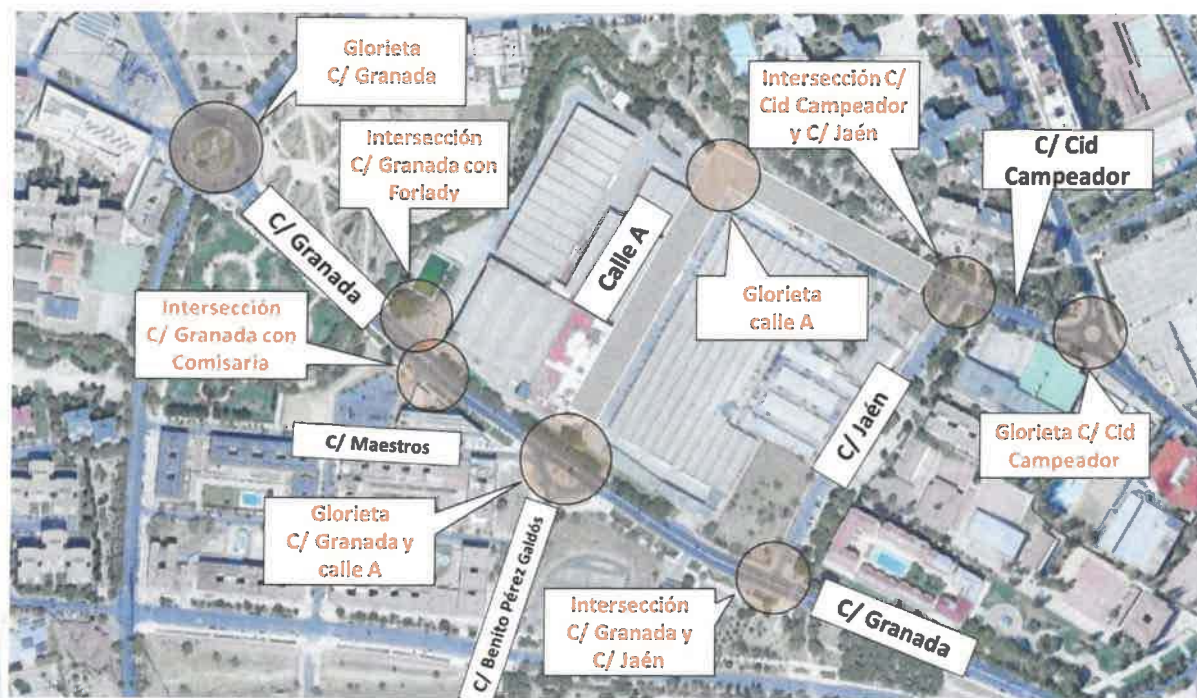 Glorieta
C/ Granada
Intersección
C/ Granada con
Forlady
Intersección C/
Cid Campeador
y C/ Jaén
C/ Cid
Campeador
C/ Granada
Calle A
Intersección
C/ Granada con
Comisaria
Glorieta
calle A
C/ Maestros
C/ Jaén
Glorieta C/ Cid
Campeador
Glorieta
C/ Granada y
calle A
C/ Benito Pérez Galdós
Intersección
C/ Granada y
C/ Jaén
C/ Granada